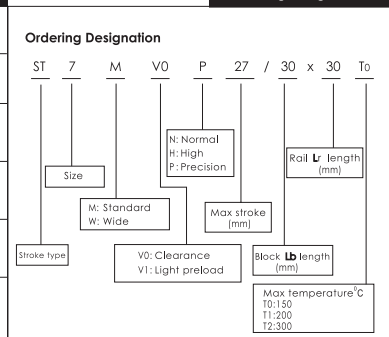 Ordering Designation
ST 7 M V0 P 27 / 30 x 30 T0
N: Normal
H: High
P: Precision
Rail Lr length
(mm)
Size
M: Standard
W: Wide
Max stroke
(mm)
Stroke type
V0: Clearance
V1: Light preload
Block Lb length
(mm)
Max temperature °C
T0:150
T1:200
T2:300